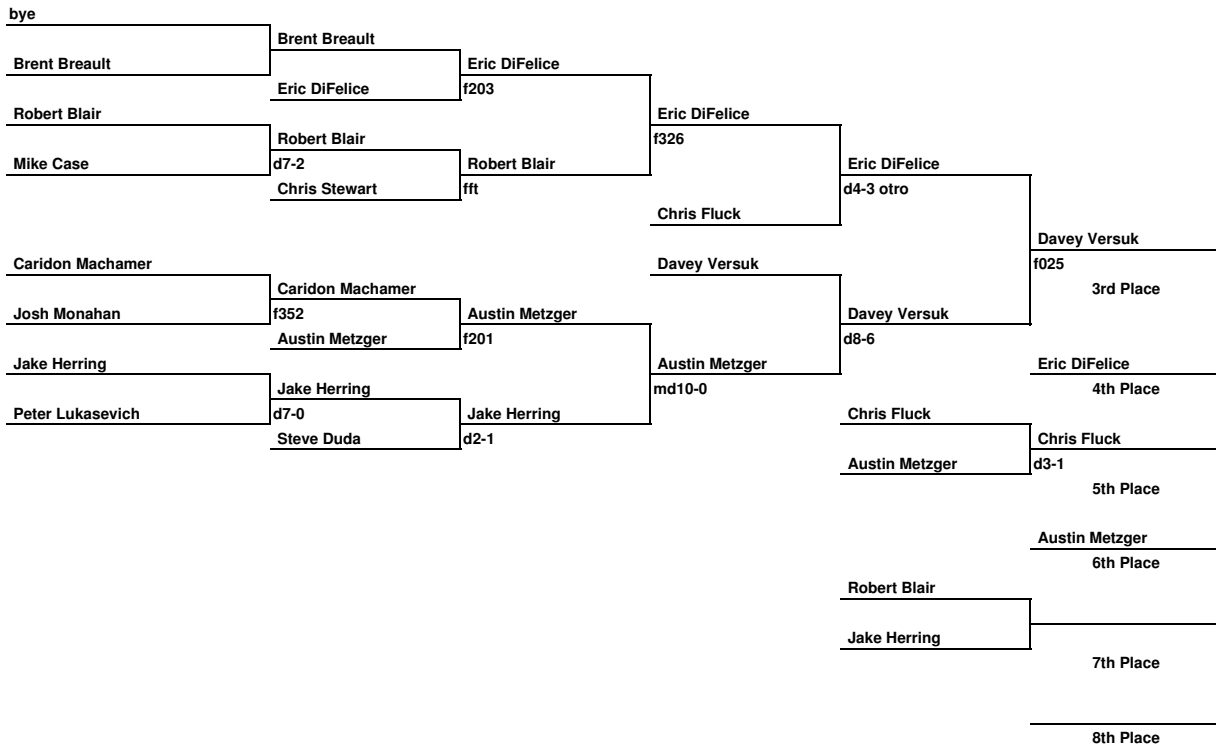 bye
Brent Breault
Brent Breault
Eric DiFelice
Eric DiFelice
f203
Robert Blair
Mike Case
Robert Blair
d7-2
Chris Stewart
Robert Blair
fft
Eric DiFelice
f326
Chris Fluck
Eric DiFelice
d4-3 otro
Caridon Machamer
Josh Monahan
Caridon Machamer
f352
Austin Metzger
Austin Metzger
f201
Jake Herring
Peter Lukasevich
Jake Herring
d7-0
Steve Duda
Jake Herring
d2-1
Davey Versuk
Austin Metzger
md10-0
Davey Versuk
d8-6
Davey Versuk
f025
3rd Place
Eric DiFelice
4th Place
Chris Fluck
Austin Metzger
Chris Fluck
d3-1
5th Place
Austin Metzger
6th Place
Robert Blair
Jake Herring
7th Place
8th Place